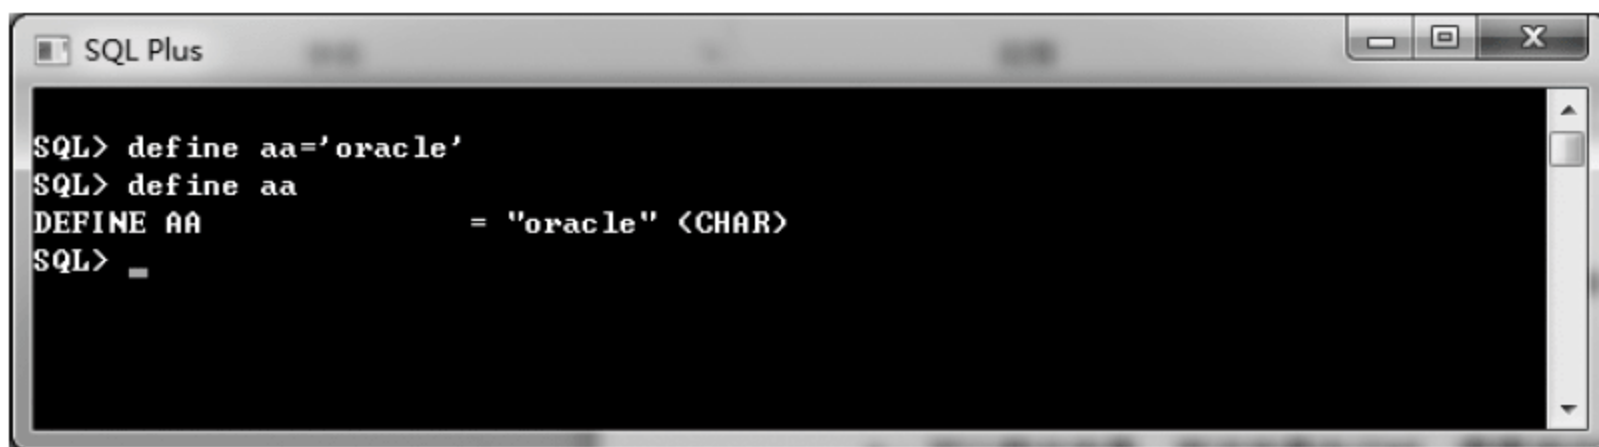 SQL Plus
SQL> define aa='oracle'
SQL> define aa
DEFINE AA              = "oracle" (CHAR)
SQL> _